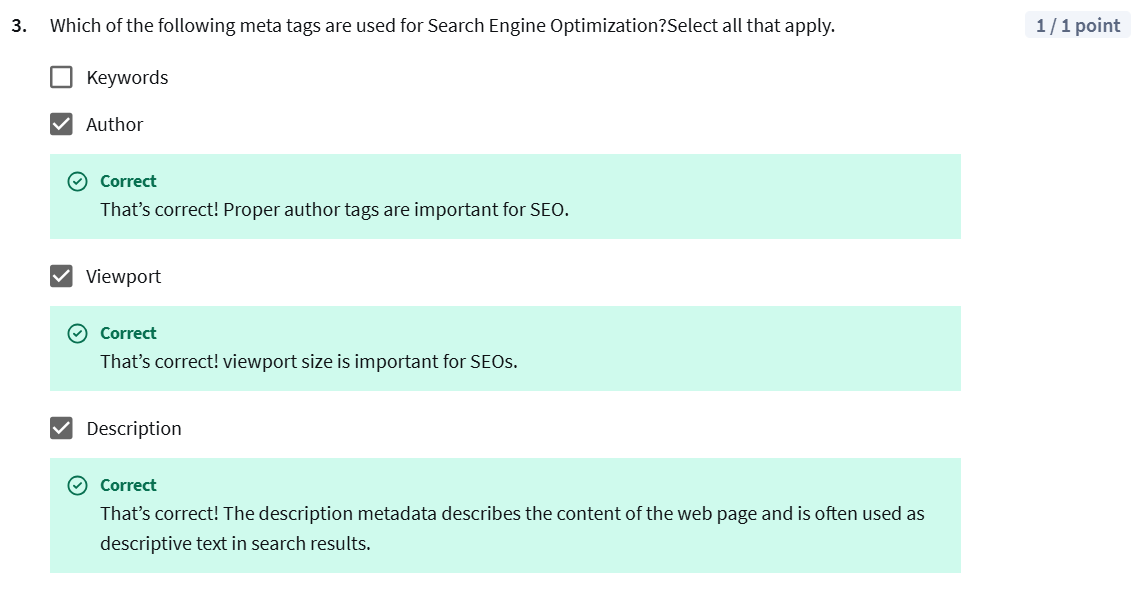 3. Which of the following meta tags are used for Search Engine Optimization?Select all that apply. 1 / 1 point
Keywords
Author
Correct
That’s correct! Proper author tags are important for SEO.
Viewport
Correct
That’s correct! viewport size is important for SEOs.
Description
Correct
That’s correct! The description metadata describes the content of the web page and is often used as
descriptive text in search results.